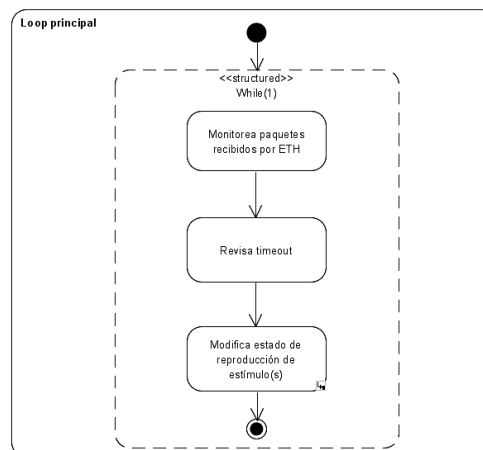 Loop principal
<<structured>>
While(1)
Monitorea paquetes
recibidos por ETH
Revisa timeout
Modifica estado de
reproducción de
estímulo(s)